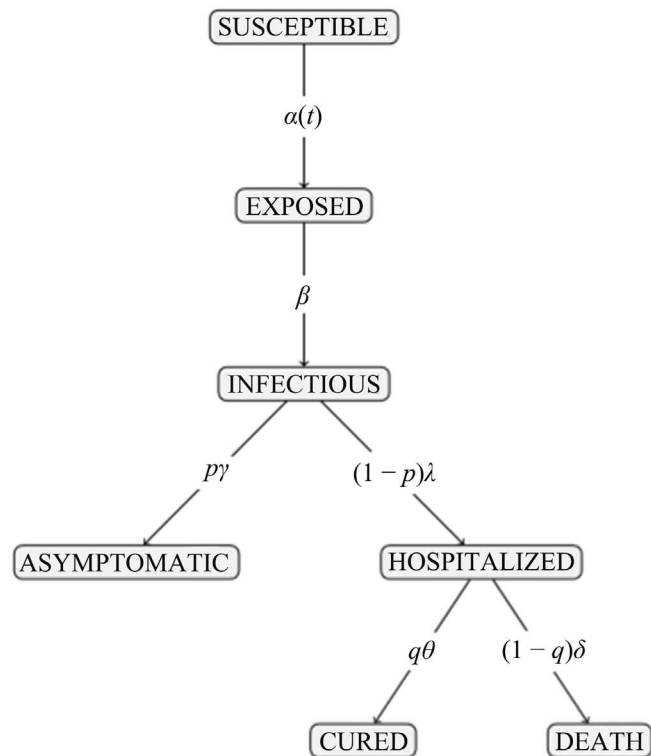 SUSCEPTIBLE
α(t)
EXPOSED
β
INFECTIOUS
pγ
(1 − p)λ
ASYMPTOMATIC
HOSPITALIZED
qθ
(1 − q)δ
CURED
DEATH